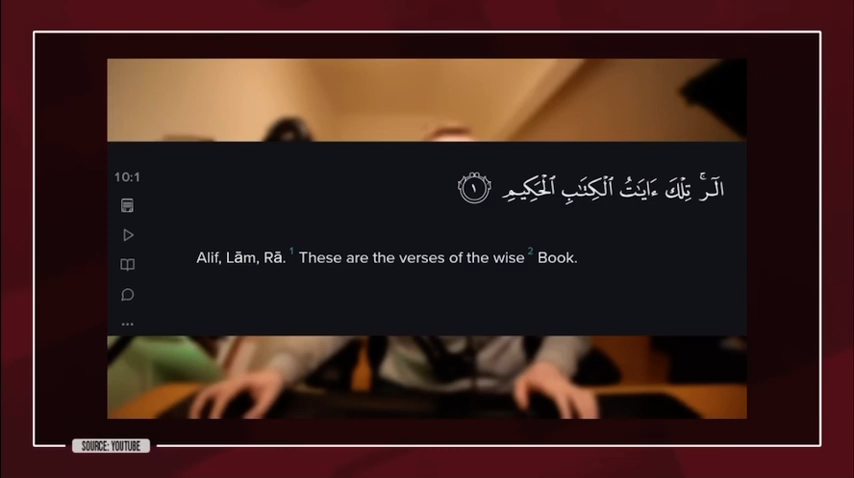 10:1
الٓر ۚ تِلْكَ ءَايَـٰتُ ٱلْكِتَـٰبِ ٱلْحَكِيمِ ١
Alif, Lãm, Rã. 1 These are the verses of the wise 2 Book.
SOURCE: YOUTUBE